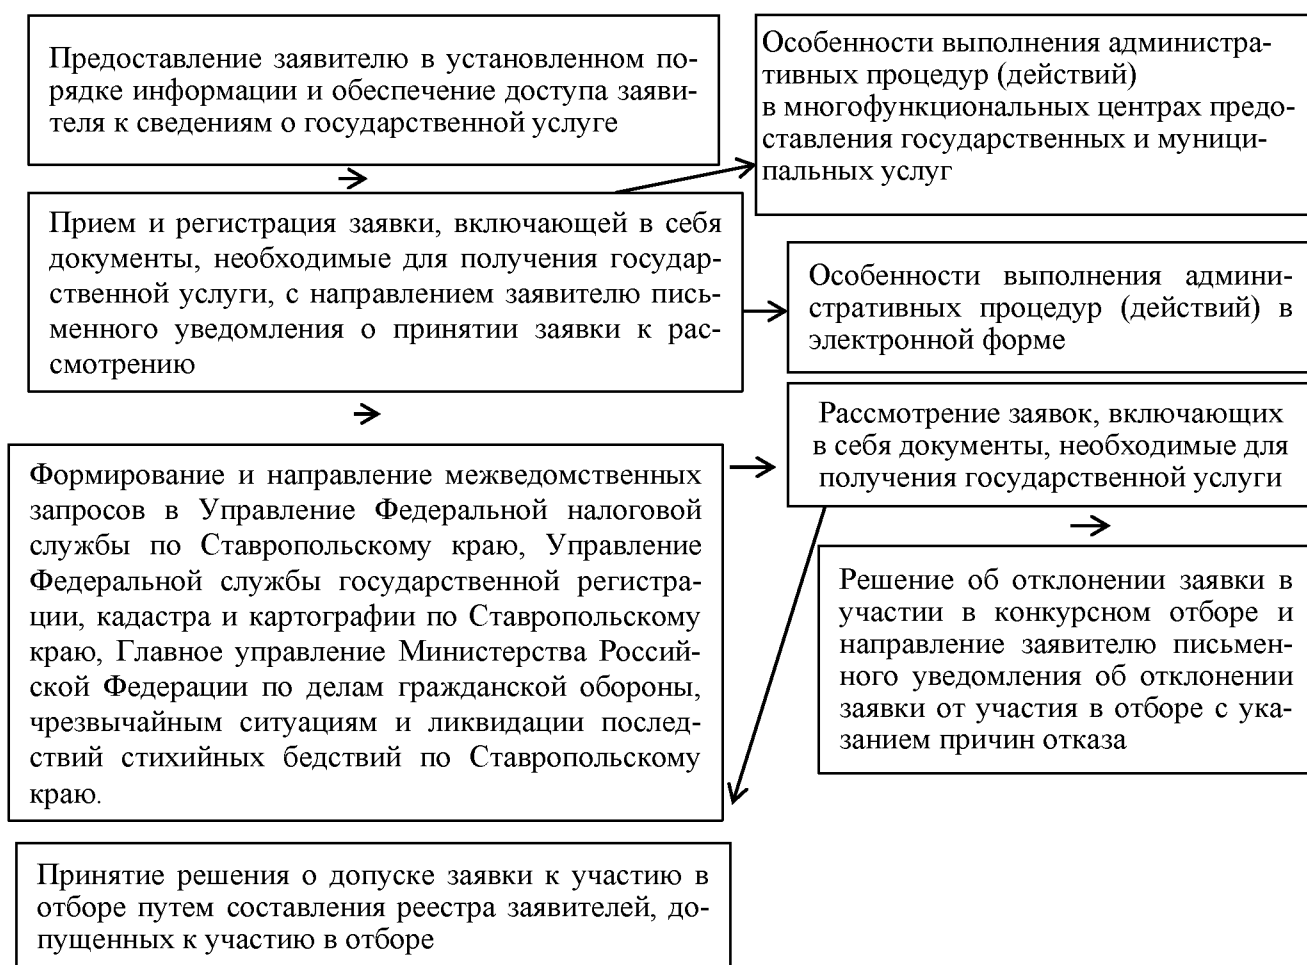 Предоставление заявителю в установленном по-
рядке информации и обеспечение доступа заяви-
теля к сведениям о государственной услуге
Особенности выполнения администра-
тивных процедур (действий)
в многофункциональных центрах предо-
ставления государственных и муници-
пальных услуг
Прием и регистрация заявки, включающей в себя
документы, необходимые для получения государ-
ственной услуги, с направлением заявителю пись-
менного уведомления о принятии заявки к рас-
смотрению
Особенности выполнения админи-
стративных процедур (действий) в
электронной форме
Рассмотрение заявок, включающих
в себя документы, необходимые для
получения государственной услуги
Формирование и направление межведомственных
запросов в Управление Федеральной налоговой
службы по Ставропольскому краю, Управление
Федеральной службы государственной регистра-
ции, кадастра и картографии по Ставропольскому
краю, Главное управление Министерства Россий-
ской Федерации по делам гражданской обороны,
чрезвычайным ситуациям и ликвидации послед-
ствий стихийных бедствий по Ставропольскому
краю.
Решение об отклонении заявки в
участии в конкурсном отборе и
направление заявителю письмен-
ного уведомления об отклонении
заявки от участия в отборе с ука-
занием причин отказа
Принятие решения о допуске заявки к участию в
отборе путем составления реестра заявителей, до-
пущенных к участию в отборе